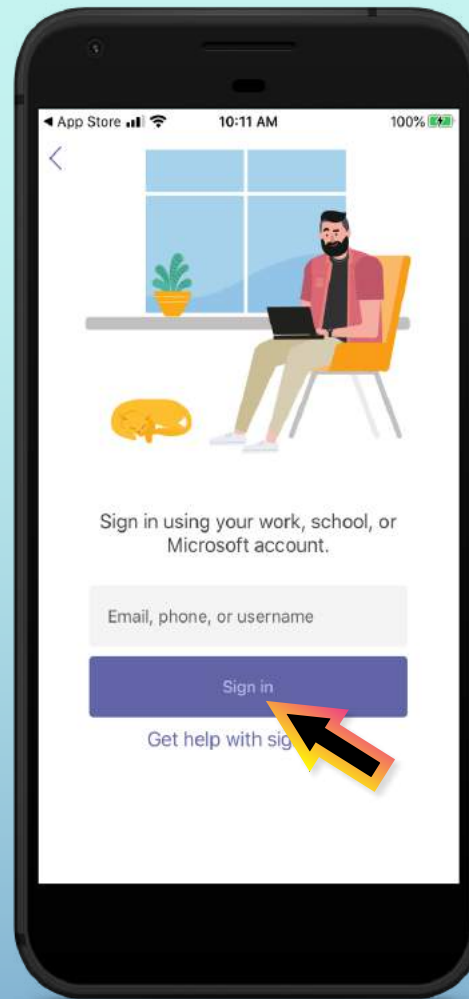 ◀ App Store 10:11 AM 100%
Sign in using your work, school, or
Microsoft account.
Email, phone, or username
Sign in
Get help with